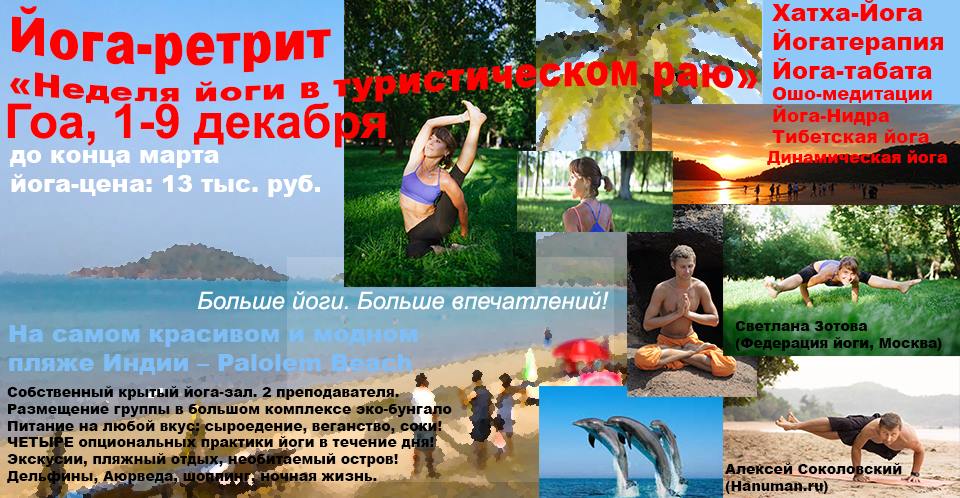 Йога-ретрит
«Неделя йоги в туристическом раю»
Гоа, 1-9 декабря
до конца марта
йога-цена: 13 тыс. руб.
Хатха-Йога
Йогатерапия
Йога-табата
Ошо-медитации
Йога-Нидра
Тибетская йога
Динамическая йога
Больше йоги. Больше впечатлений!
На самом красивом и модном
пляже Индии – Palolem Beach
Светлана Зотова
(Федерация йоги, Москва)
Собственный крытый йога-зал. 2 преподавателя.
Размещение группы в большом комплексе эко-бунгало
Питание на любой вкус: сыроедение, веганство, соки!
ЧЕТЫРЕ опциональных практики йоги в течение дня!
Экскусии, пляжный отдых, необитаемый остров!
Дельфины, Аюрведа, шоппинг, ночная жизнь.
Алексей Соколовский
(Hanuman.ru)